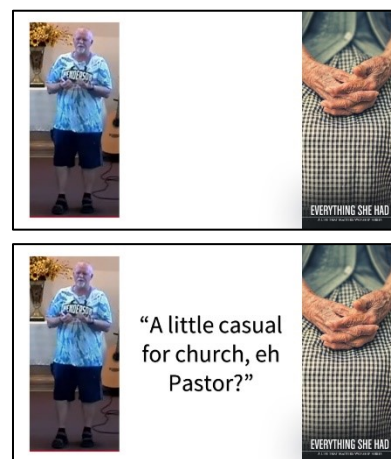 HENDERSON
EVERYTHING SHE HAD
“A little casual
for church, eh
Pastor?”
HENDERSON
EVERYTHING SHE HAD